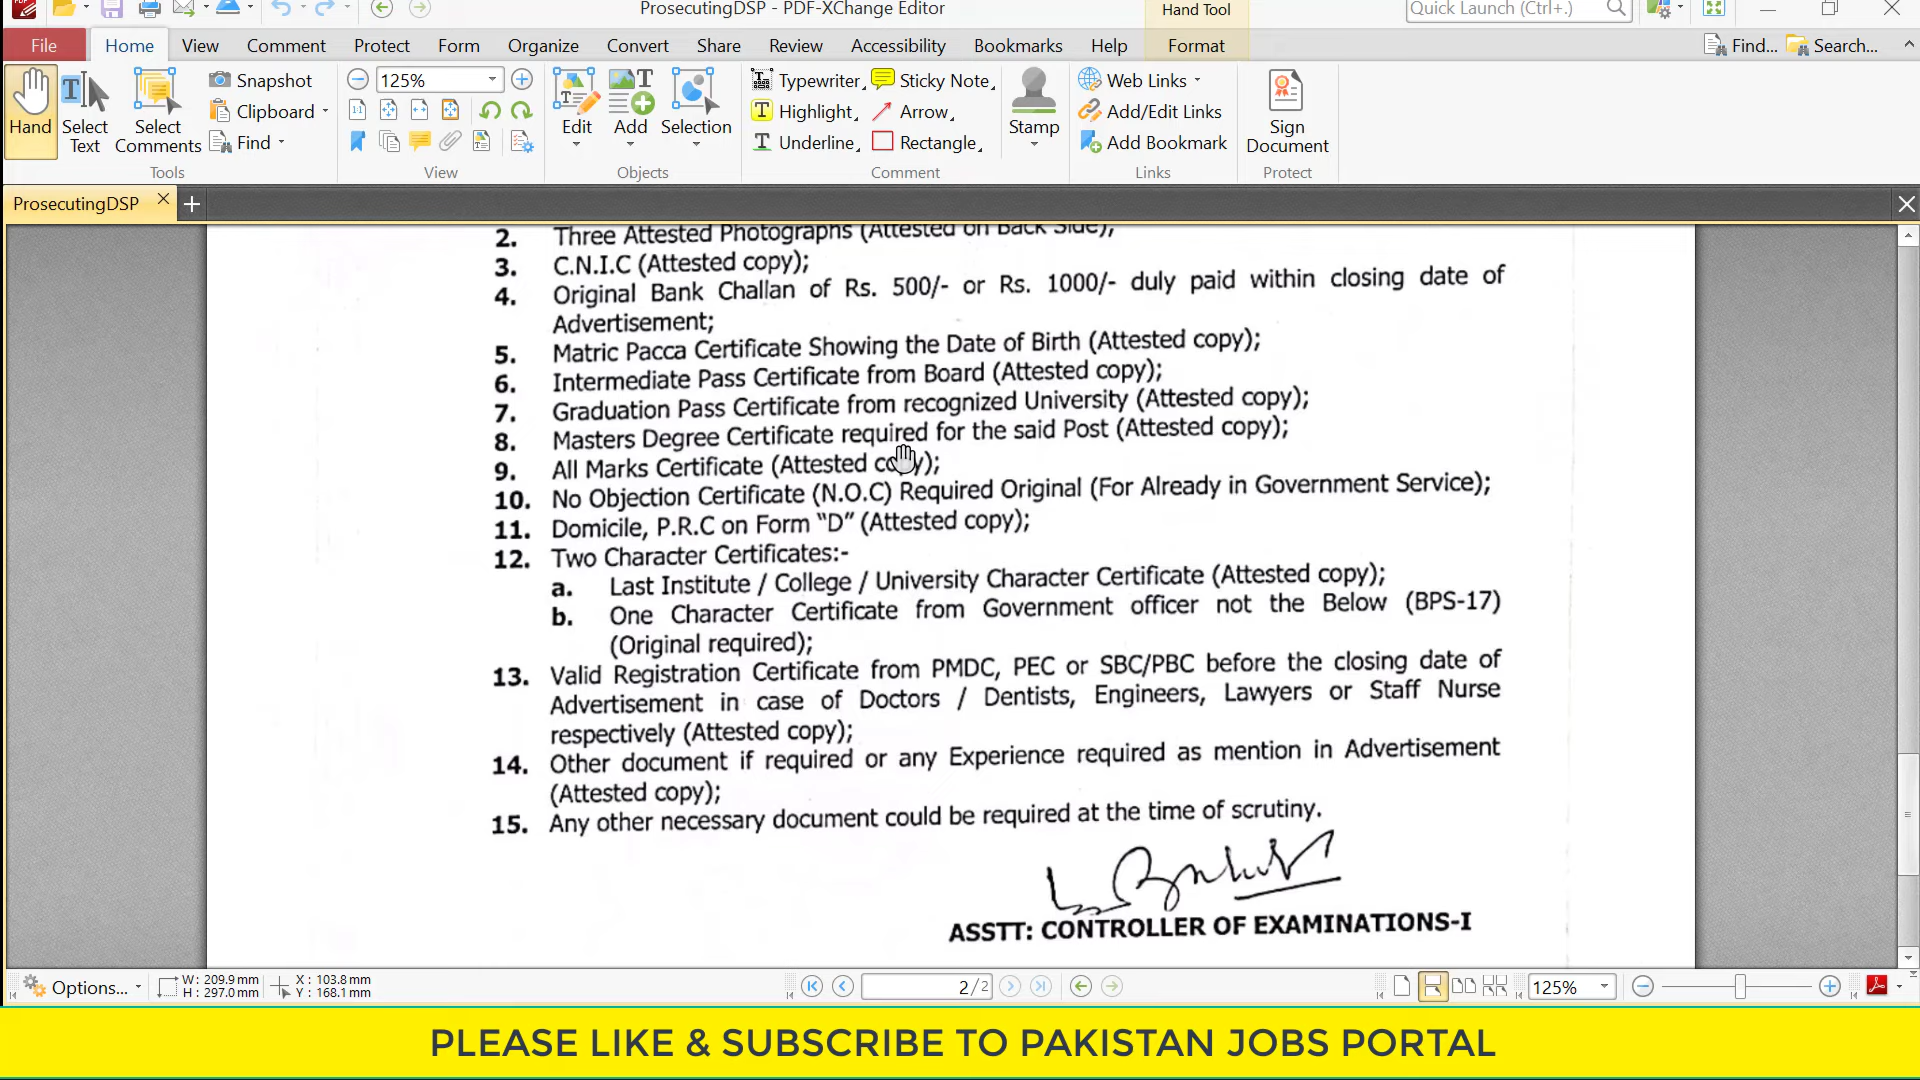 ProsecutingDSP - PDF-XChange Editor
Hand Tool
Quick Launch (Ctrl+.)
File Home View Comment Protect Form Organize Convert Share Review Accessibility Bookmarks Help Format Find... Search...
Hand
Select Text
Select Comments
Snapshot
Clipboard
Find
Tools
125%
View
Edit
Add
Selection
Objects
Typewriter
Highlight
Underline
Sticky Note
Arrow
Rectangle
Stamp
Comment
Web Links
Add/Edit Links
Add Bookmark
Links
Sign Document
Protect
ProsecutingDSP
2. Three Attested Photographs (Attested on Back Side);
3. C.N.I.C (Attested copy);
4. Original Bank Challan of Rs. 500/- or Rs. 1000/- duly paid within closing date of
Advertisement;
5. Matric Pacca Certificate Showing the Date of Birth (Attested copy);
6. Intermediate Pass Certificate from Board (Attested copy);
7. Graduation Pass Certificate from recognized University (Attested copy);
8. Masters Degree Certificate required for the said Post (Attested copy);
9. All Marks Certificate (Attested copy);
10. No Objection Certificate (N.O.C) Required Original (For Already in Government Service);
11. Domicile, P.R.C on Form “D” (Attested copy);
12. Two Character Certificates:-
a. Last Institute / College / University Character Certificate (Attested copy);
b. One Character Certificate from Government officer not the Below (BPS-17)
(Original required);
13. Valid Registration Certificate from PMDC, PEC or SBC/PBC before the closing date of
Advertisement in case of Doctors / Dentists, Engineers, Lawyers or Staff Nurse
respectively (Attested copy);
14. Other document if required or any Experience required as mention in Advertisement
(Attested copy);
15. Any other necessary document could be required at the time of scrutiny.
ASSTT: CONTROLLER OF EXAMINATIONS-I
Options...
W: 209.9 mm
H: 297.0 mm
X: 103.8 mm
Y: 168.1 mm
2 / 2
125%
PLEASE LIKE & SUBSCRIBE TO PAKISTAN JOBS PORTAL